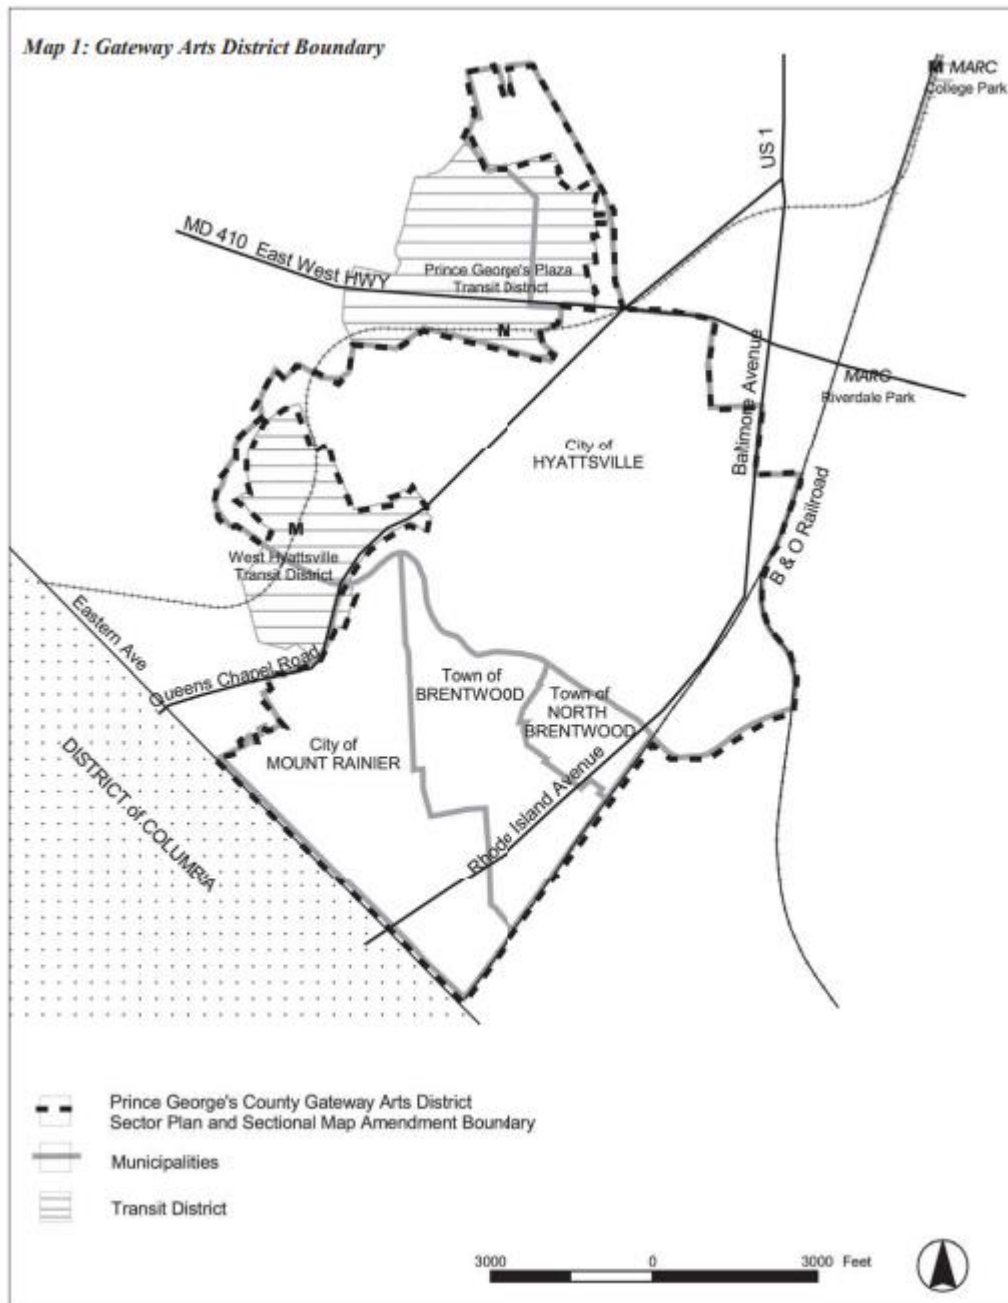 Map 1: Gateway Arts District Boundary
M MARC
College Park
US 1
MD 410 East West HWY
Prince George's Plaza
Transit District
M
MARC
Riverdale Park
Baltimore Avenue
City of
HYATTSVILLE
B & O Railroad
M
West Hyattsville
Transit District
Eastern Ave
Queens Chapel Road
Town of
BRENTWOOD
Town of
NORTH
BRENTWOOD
City of
MOUNT RAINIER
Rhode Island Avenue
DISTRICT of COLUMBIA
Prince George's County Gateway Arts District
Sector Plan and Sectional Map Amendment Boundary
Municipalities
Transit District
3000 0 3000 Feet